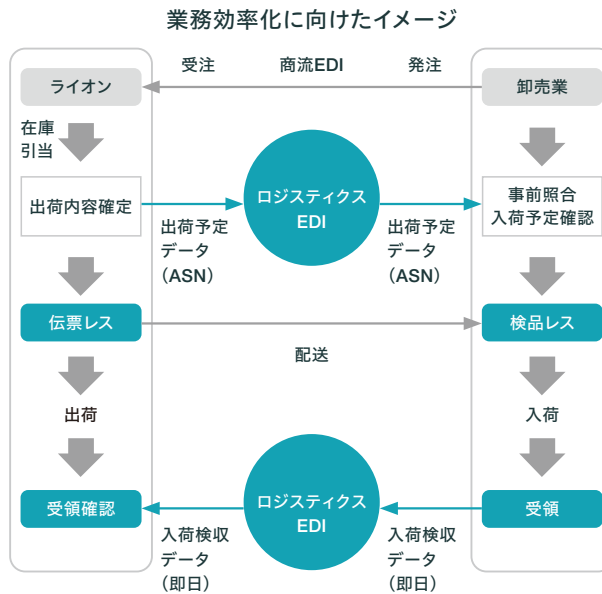 業務効率化に向けたイメージ
受注
商流EDI
発注
ライオン
卸売業
在庫
引当
出荷内容確定
ロジスティクス
EDI
事前照合
入荷予定確認
出荷予定
データ
（ASN）
出荷予定
データ
（ASN）
伝票レス
検品レス
配送
出荷
入荷
受領確認
ロジスティクス
EDI
受領
入荷検収
データ
（即日）
入荷検収
データ
（即日）